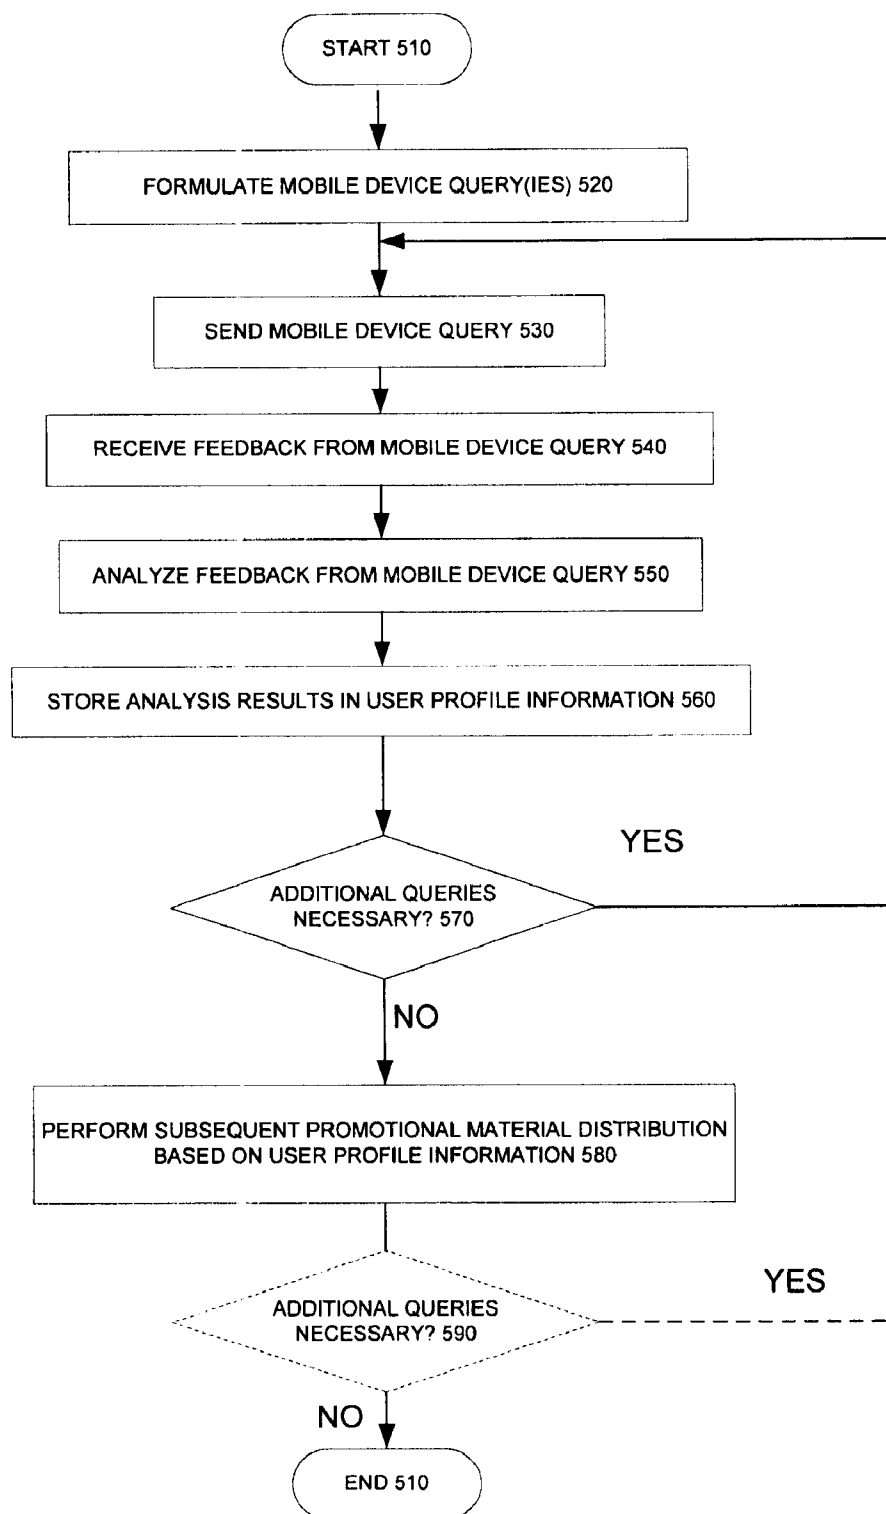 START 510
FORMULATE MOBILE DEVICE QUERY(IES) 520
SEND MOBILE DEVICE QUERY 530
RECEIVE FEEDBACK FROM MOBILE DEVICE QUERY 540
ANALYZE FEEDBACK FROM MOBILE DEVICE QUERY 550
STORE ANALYSIS RESULTS IN USER PROFILE INFORMATION 560
YES
ADDITIONAL QUERIES
NECESSARY? 570
NO
PERFORM SUBSEQUENT PROMOTIONAL MATERIAL DISTRIBUTION
BASED ON USER PROFILE INFORMATION 580
YES
ADDITIONAL QUERIES
NECESSARY? 590
NO
END 510